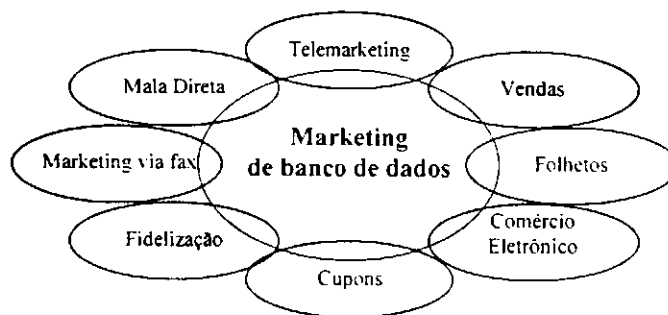 Telemarketing
Mala Direta
Vendas
Marketing
de banco de dados
Marketing via fax
Folhetos
Fidelização
Comércio
Eletrônico
Cupons